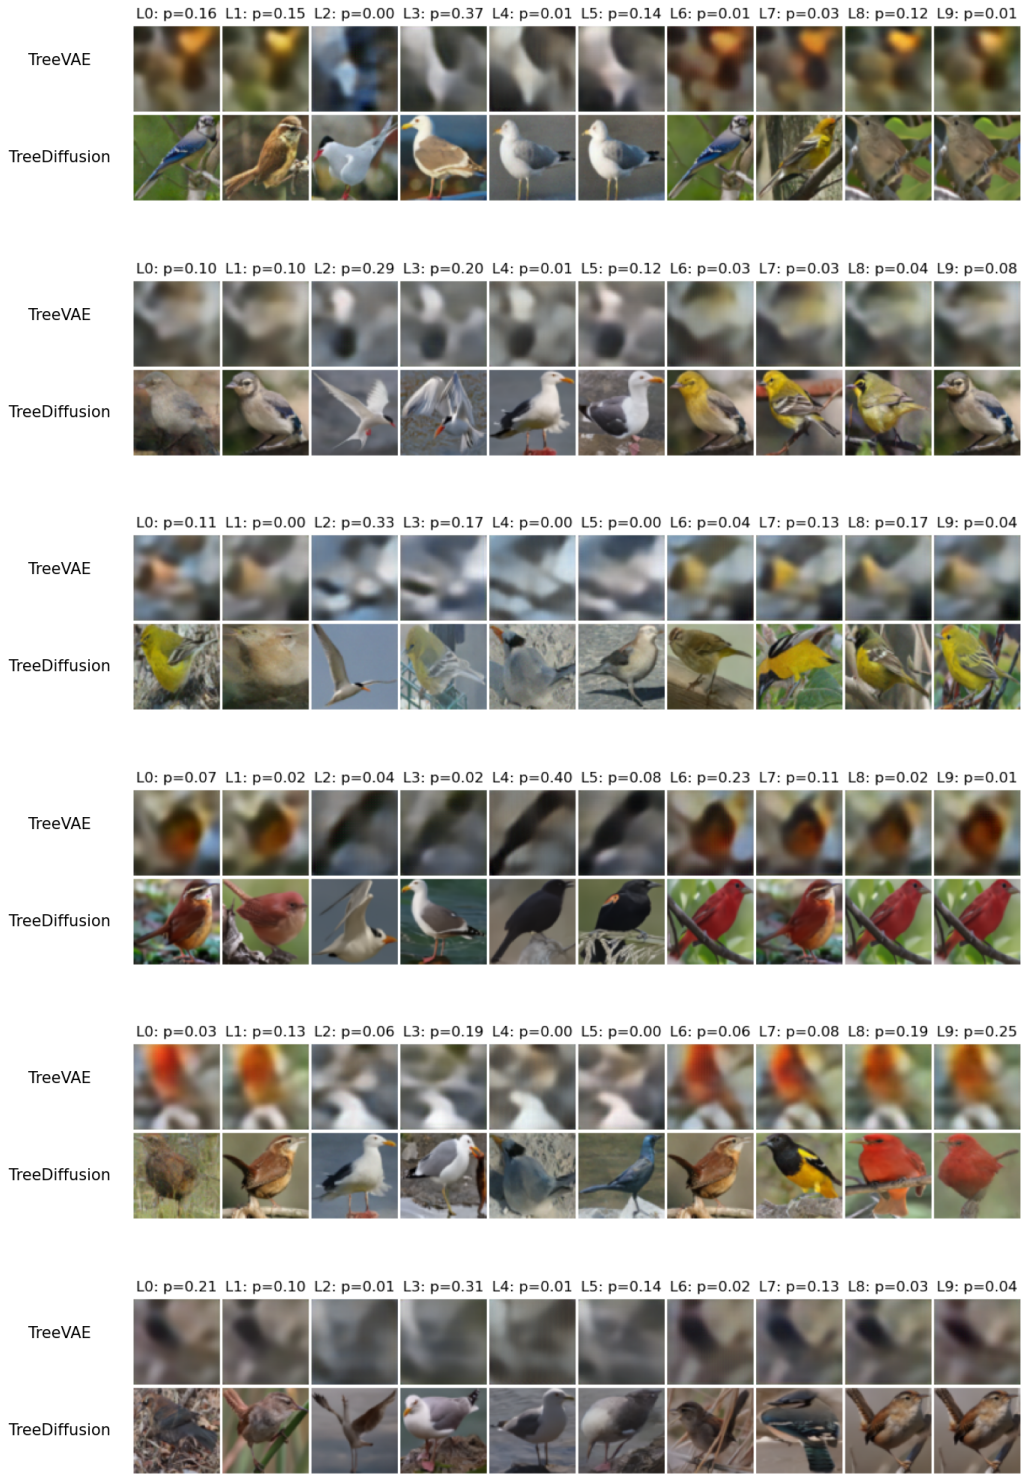 L0: p=0.16 L1: p=0.15 L2: p=0.00 L3: p=0.37 L4: p=0.01 L5: p=0.14 L6: p=0.01 L7: p=0.03 L8: p=0.12 L9: p=0.01
TreeVAE
TreeDiffusion
L0: p=0.10 L1: p=0.10 L2: p=0.29 L3: p=0.20 L4: p=0.01 L5: p=0.12 L6: p=0.03 L7: p=0.03 L8: p=0.04 L9: p=0.08
TreeVAE
TreeDiffusion
L0: p=0.11 L1: p=0.00 L2: p=0.33 L3: p=0.17 L4: p=0.00 L5: p=0.00 L6: p=0.04 L7: p=0.13 L8: p=0.17 L9: p=0.04
TreeVAE
TreeDiffusion
L0: p=0.07 L1: p=0.02 L2: p=0.04 L3: p=0.02 L4: p=0.40 L5: p=0.08 L6: p=0.23 L7: p=0.11 L8: p=0.02 L9: p=0.01
TreeVAE
TreeDiffusion
L0: p=0.03 L1: p=0.13 L2: p=0.06 L3: p=0.19 L4: p=0.00 L5: p=0.00 L6: p=0.06 L7: p=0.08 L8: p=0.19 L9: p=0.25
TreeVAE
TreeDiffusion
L0: p=0.21 L1: p=0.10 L2: p=0.01 L3: p=0.31 L4: p=0.01 L5: p=0.14 L6: p=0.02 L7: p=0.13 L8: p=0.03 L9: p=0.04
TreeVAE
TreeDiffusion